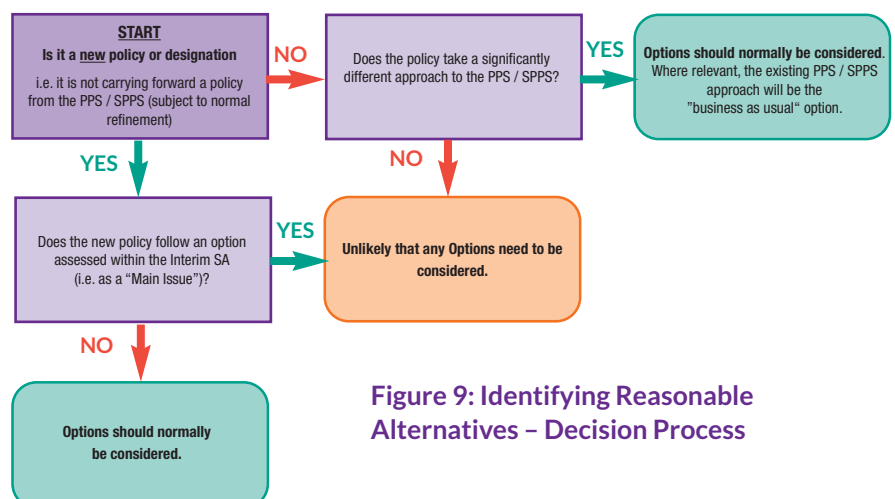 START
Is it a new policy or designation
i.e. it is not carrying forward a policy
from the PPS / SPPS (subject to normal
refinement)
NO
Does the policy take a significantly
different approach to the PPS / SPPS?
YES
Options should normally be considered.
Where relevant, the existing PPS / SPPS
approach will be the
”business as usual“ option.
YES
NO
Does the new policy follow an option
assessed within the Interim SA
(i.e. as a “Main Issue”)?
YES
Unlikely that any Options need to be
considered.
NO
Options should normally
be considered.
Figure 9: Identifying Reasonable
Alternatives – Decision Process